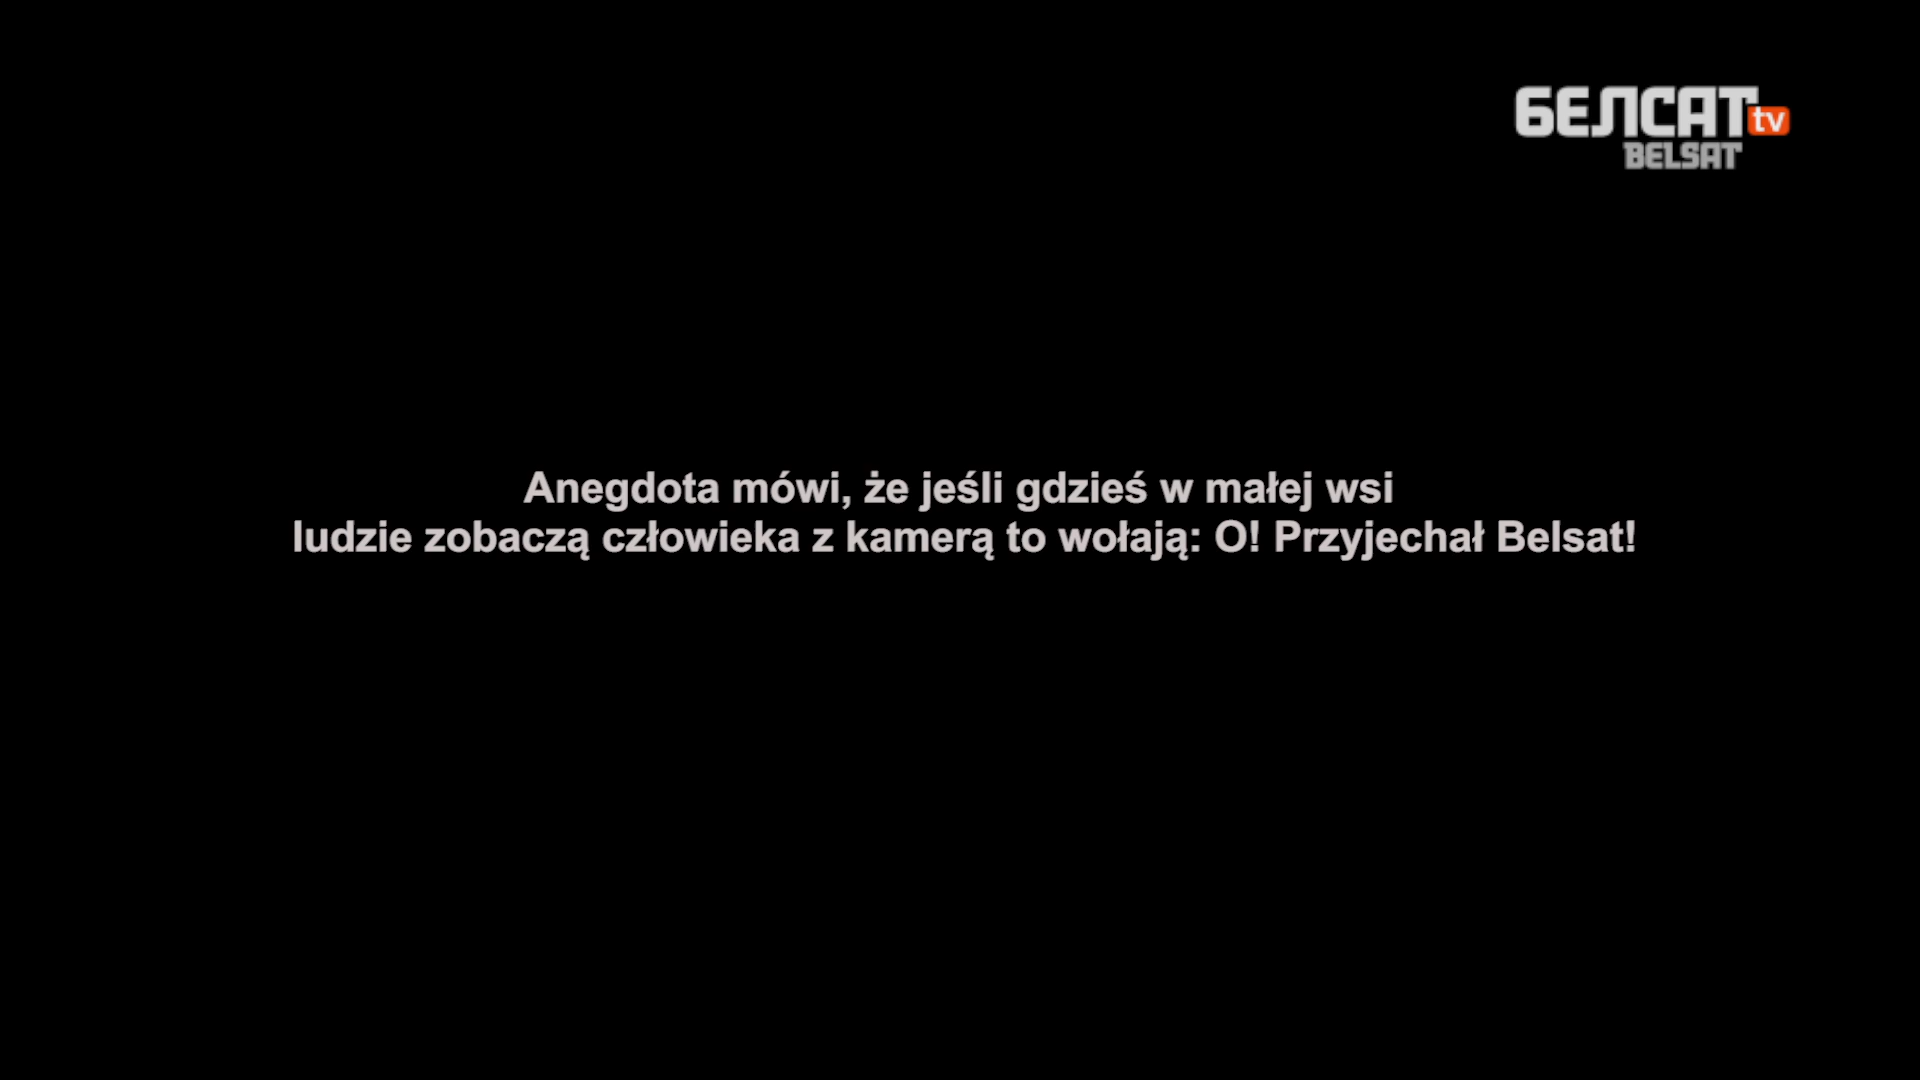 БЕЛСАТ tv
BELSAT
Anegdota mówi, że jeśli gdzieś w małej wsi
ludzie zobaczą człowieka z kamerą to wołają: O! Przyjechał Belsat!